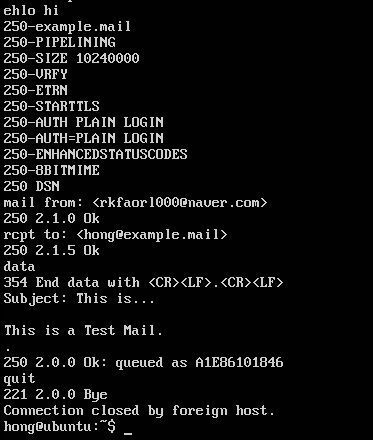 ehlo hi
250-example.mail
250-PIPELINING
250-SIZE 10240000
250-VRFY
250-ETRN
250-STARTTLS
250-AUTH PLAIN LOGIN
250-AUTH=PLAIN LOGIN
250-ENHANCEDSTATUSCODES
250-8BITMIME
250 DSN
mail from: <rkfaorl000@naver.com>
250 2.1.0 Ok
rcpt to: <hong@example.mail>
250 2.1.5 Ok
data
354 End data with <CR><LF>.<CR><LF>
Subject: This is...
This is a Test Mail.
.
250 2.0.0 Ok: queued as A1E86101846
quit
221 2.0.0 Bye
Connection closed by foreign host.
hong@ubuntu:~$ _